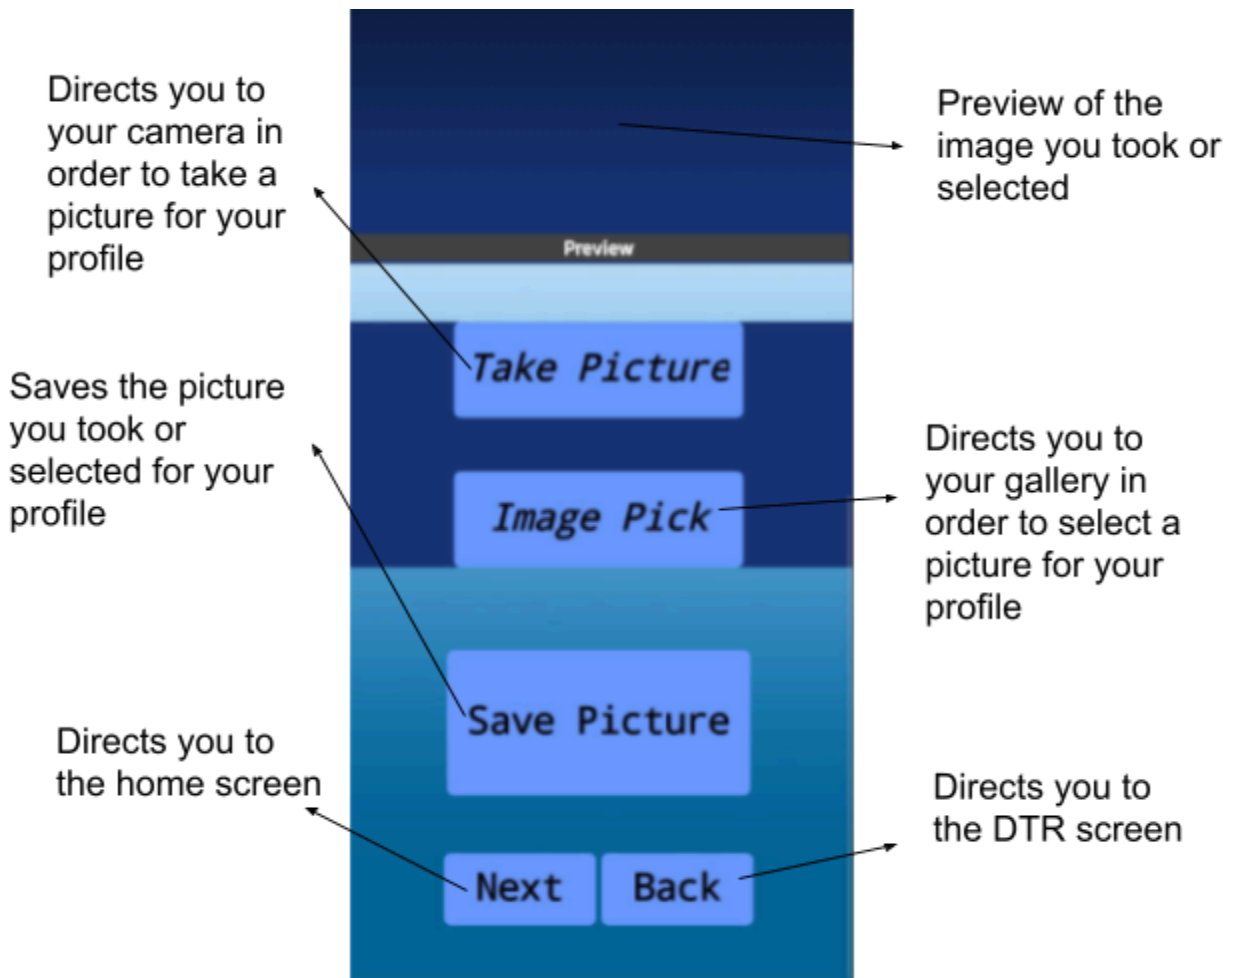 Directs you to
your camera in
order to take a
picture for your
profile
Preview of the
image you took or
selected
Preview
Take Picture
Saves the picture
you took or
selected for your
profile
Image Pick
Directs you to
your gallery in
order to select a
picture for your
profile
Save Picture
Directs you to
the home screen
Directs you to
the DTR screen
Next
Back